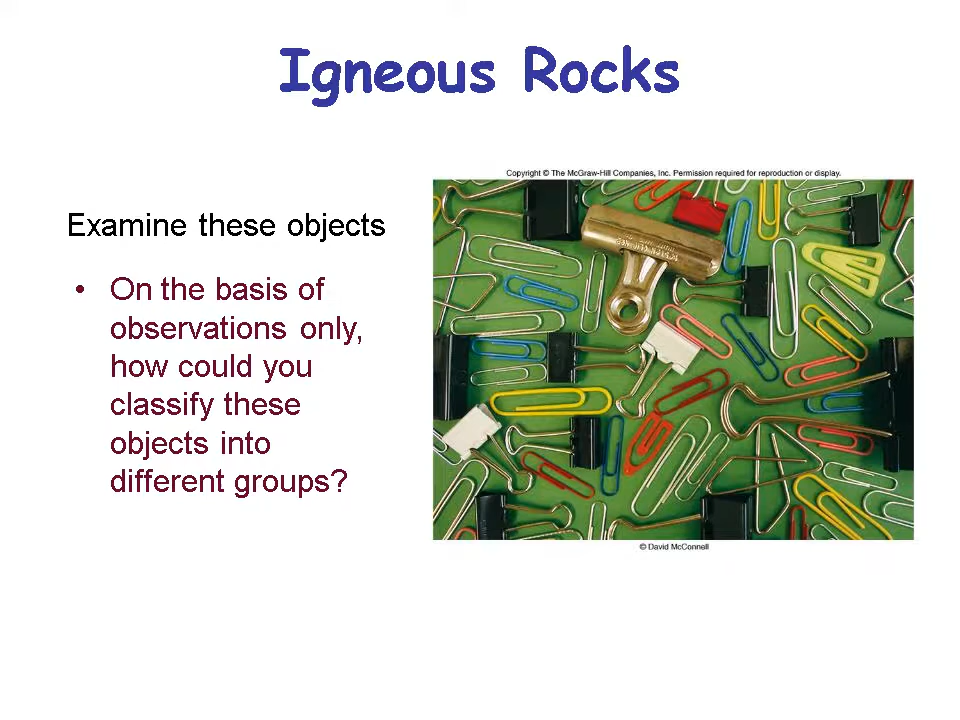 Igneous Rocks
Copyright © The McGraw-Hill Companies, Inc. Permission required for reproduction or display.
Examine these objects
• On the basis of
observations only,
how could you
classify these
objects into
different groups?
© David McConnell